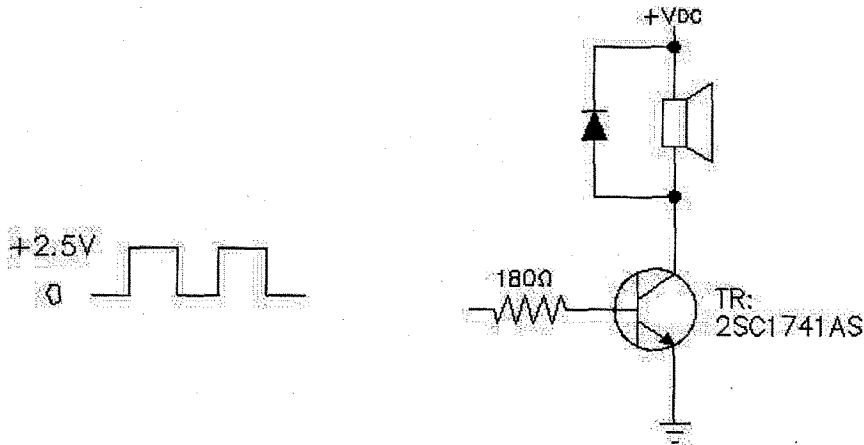 +VDC
+2.5V
0
180Ω
TR:
2SC1741AS